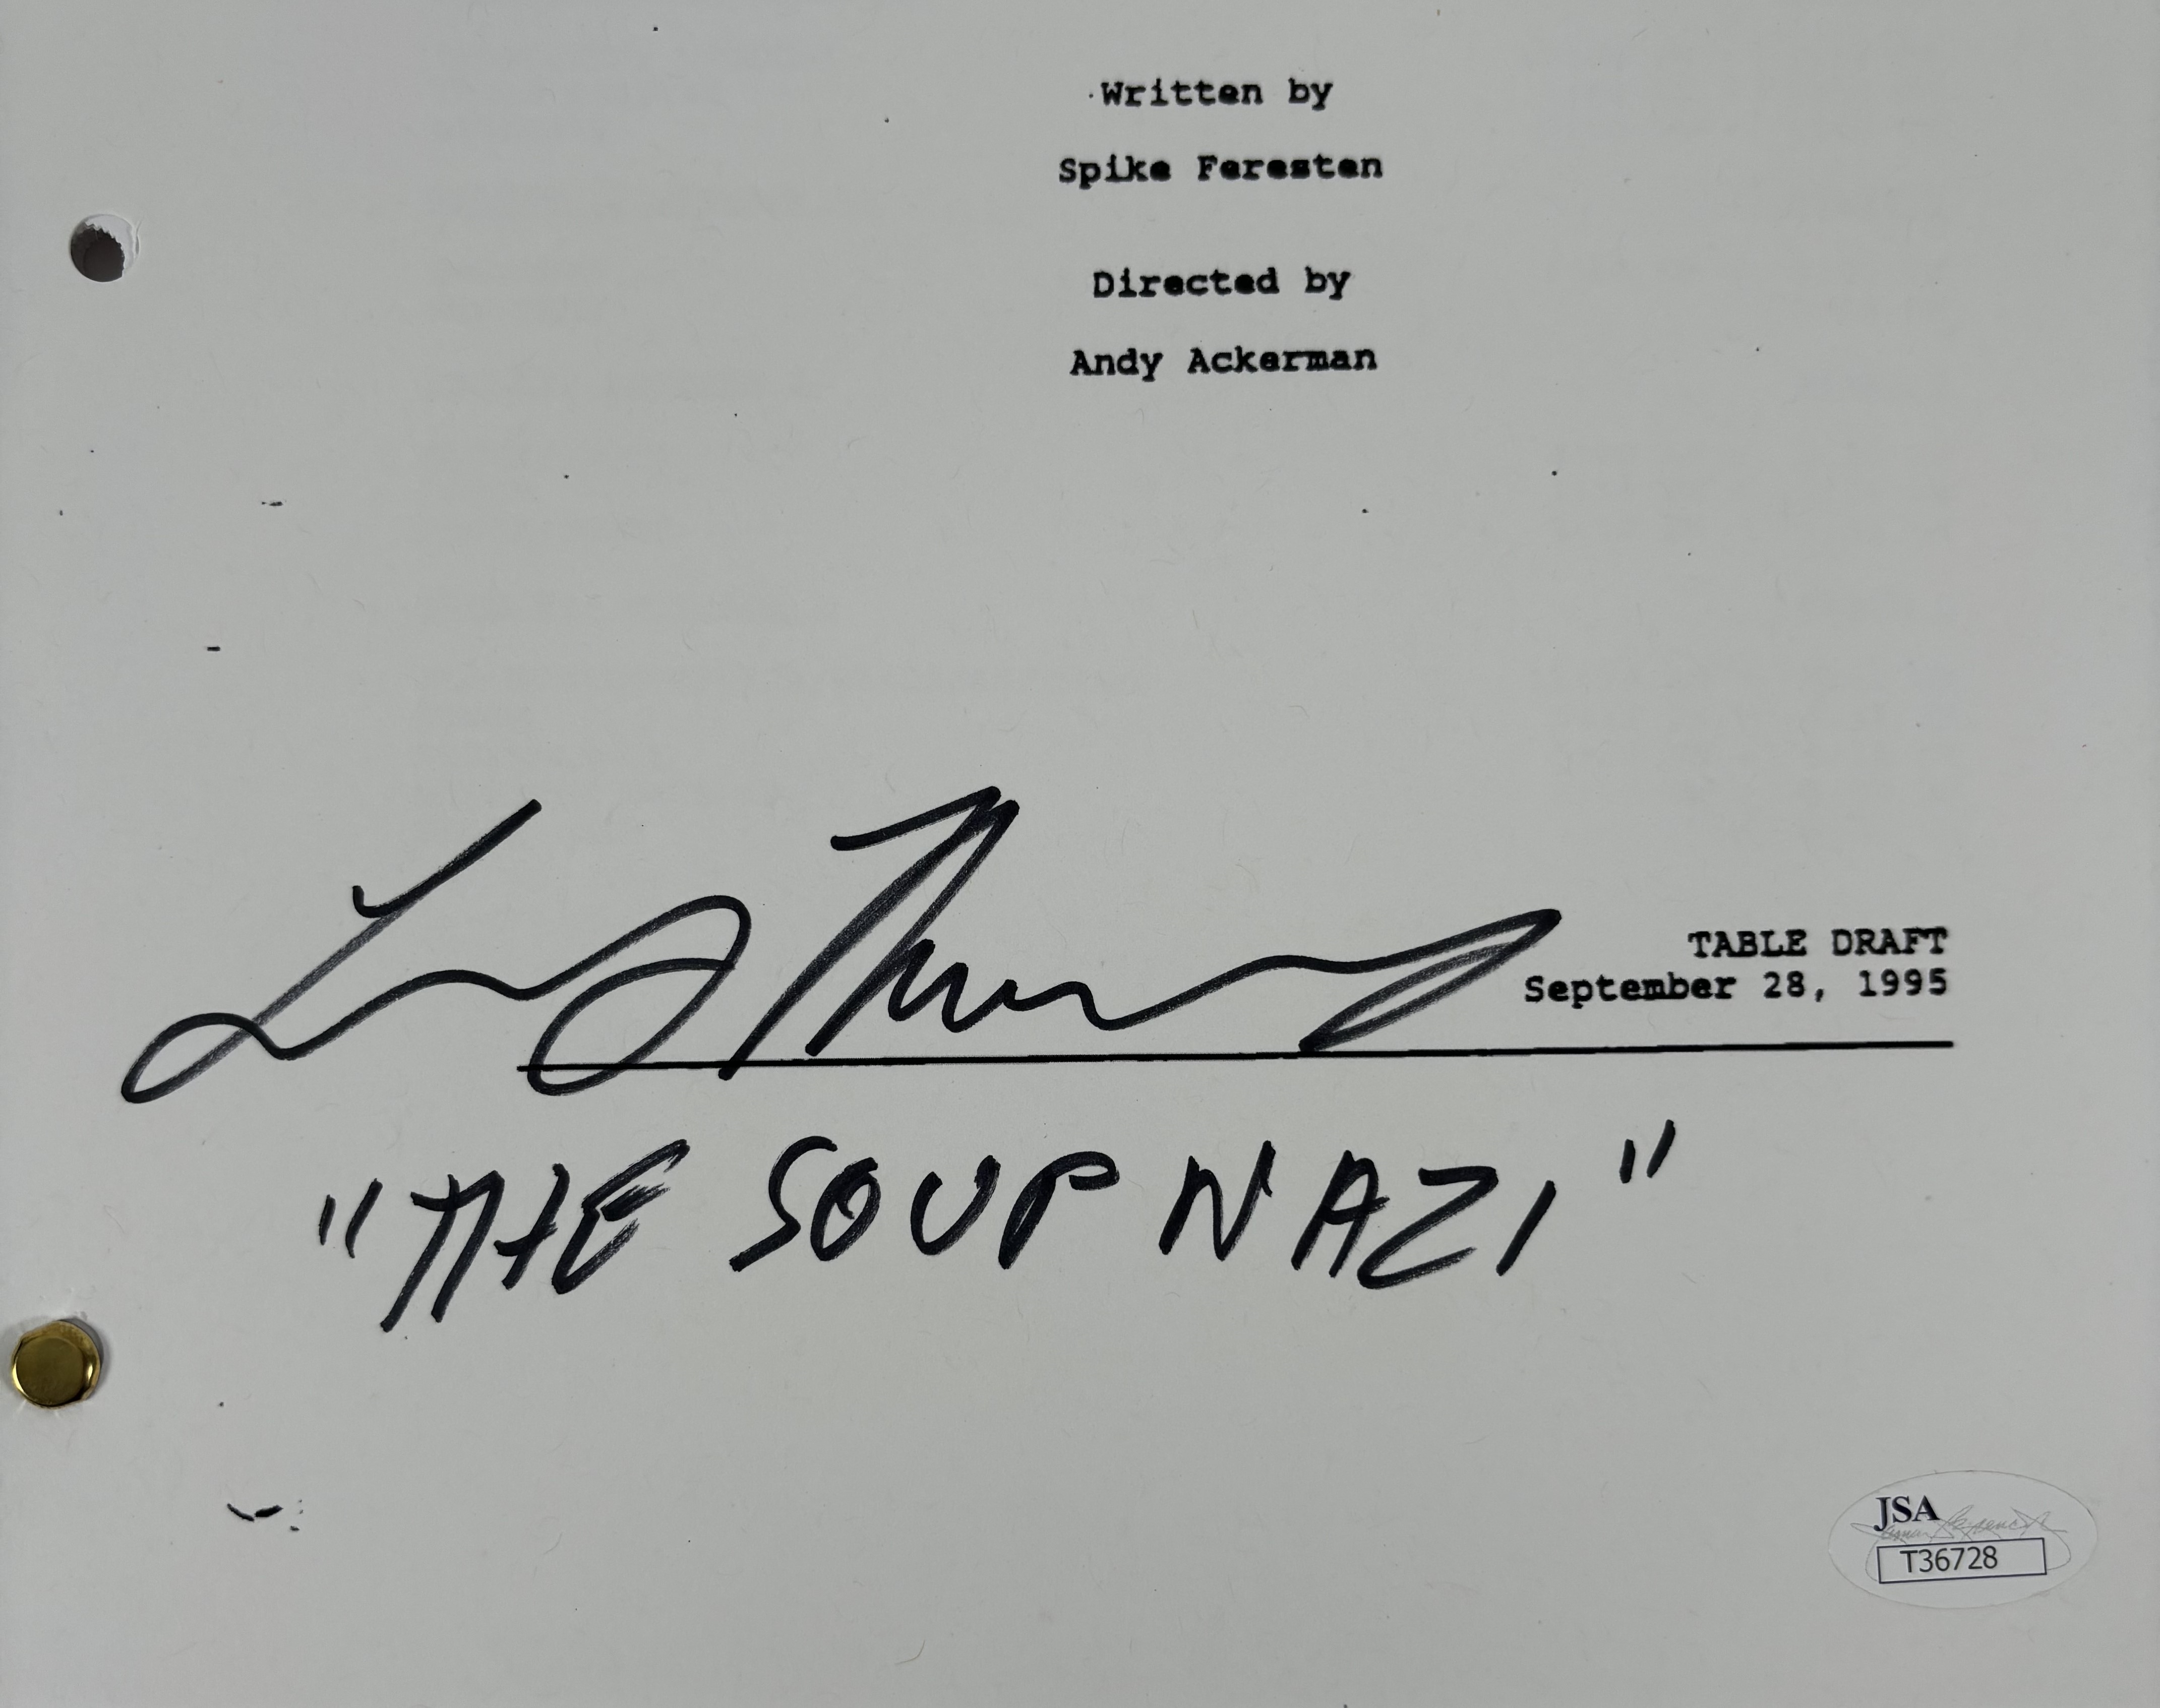 Written by
Spike Feresten
Directed by
Andy Ackerman
TABLE DRAFT
September 28, 1995
"THE SOUP NAZI"
JSA
T36728